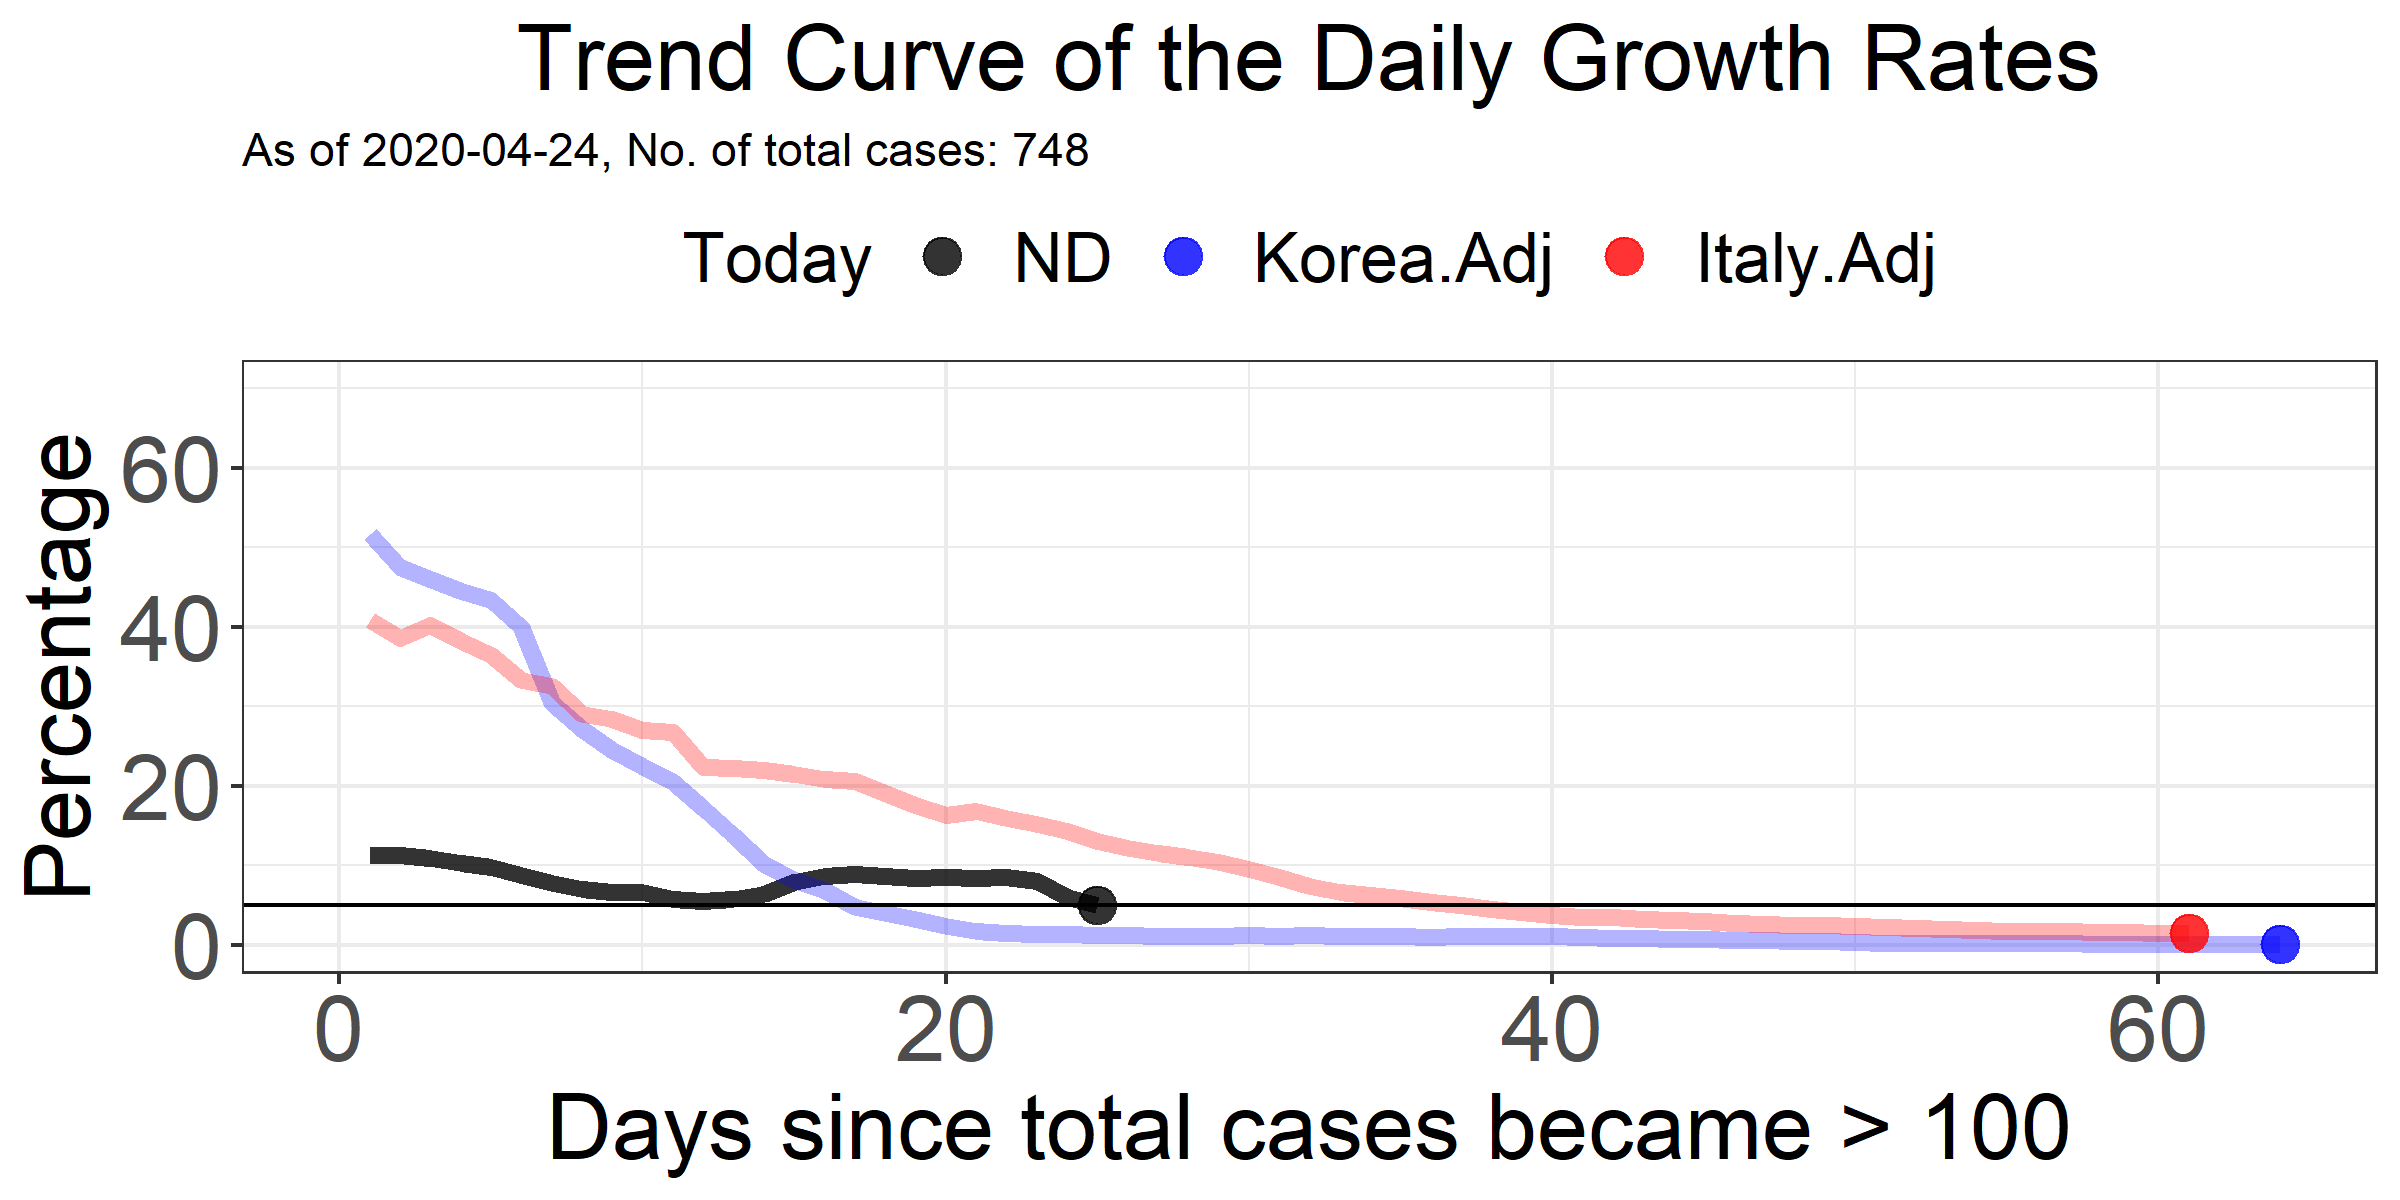 Trend Curve of the Daily Growth Rates
As of 2020-04-24, No. of total cases: 748
Today ND Korea.Adj Italy.Adj
Percentage
60
40
20
0
0 20 40 60
Days since total cases became > 100